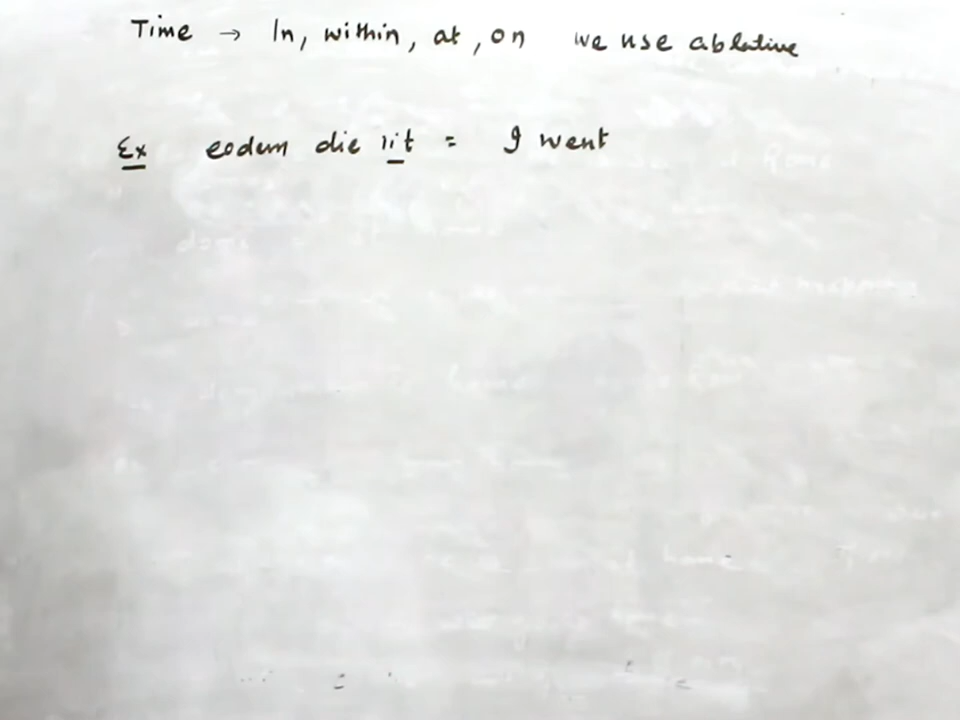 Time → In, within, at, on we use ablative
Ex eodem die iit = I went